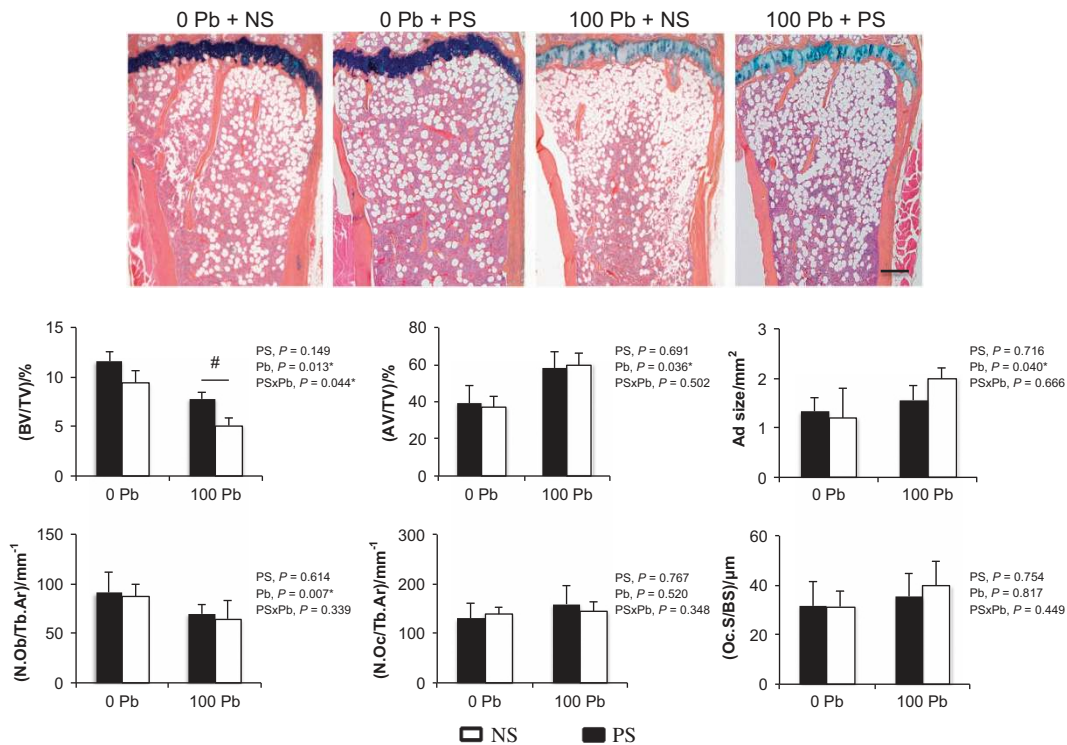 0 Pb + NS
0 Pb + PS
100 Pb + NS
100 Pb + PS
(BV/TV)/%
15
10
5
0
#
0 Pb
100 Pb
PS, P = 0.149
Pb, P = 0.013*
PSxPb, P = 0.044*
(AV/TV)/%
80
60
40
20
0
0 Pb
100 Pb
PS, P = 0.691
Pb, P = 0.036*
PSxPb, P = 0.502
Ad size/mm²
3
2
1
0
0 Pb
100 Pb
PS, P = 0.716
Pb, P = 0.040*
PSxPb, P = 0.666
(N.Ob/Tb.Ar)/mm⁻¹
150
100
50
0
0 Pb
100 Pb
PS, P = 0.614
Pb, P = 0.007*
PSxPb, P = 0.339
(N.Oc/Tb.Ar)/mm⁻¹
300
200
100
0
0 Pb
100 Pb
PS, P = 0.767
Pb, P = 0.520
PSxPb, P = 0.348
(Oc.S/BS)/μm
60
40
20
0
0 Pb
100 Pb
PS, P = 0.754
Pb, P = 0.817
PSxPb, P = 0.449
NS
PS